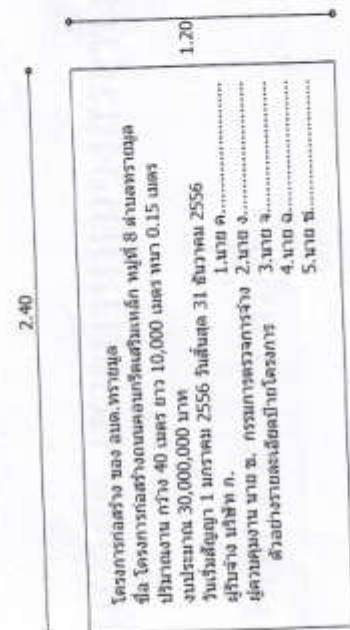 2.40
1.20
โครงการก่อสร้าง ของ อบต.ทรายมูล
ชื่อ โครงการก่อสร้างถนนคอนกรีตเสริมเหล็ก หมู่ที่ 8 ตำบลทรายมูล
ปริมาณงาน กว้าง 40 เมตร ยาว 10,000 เมตร หนา 0.15 เมตร
งบประมาณ 30,000,000 บาท
วันเริ่มสัญญา 1 มกราคม 2556 วันสิ้นสุด 31 ธันวาคม 2556
ผู้รับจ้าง บริษัท ก. 1.นาย ค.........................
ผู้ควบคุมงาน นาย ข. กรรมการตรวจการจ้าง 2.นาย ง.........................
3.นาย จ.........................
ตัวอย่างรายละเอียดป้ายโครงการ 4.นาย ฉ.........................
5.นาย ช.........................